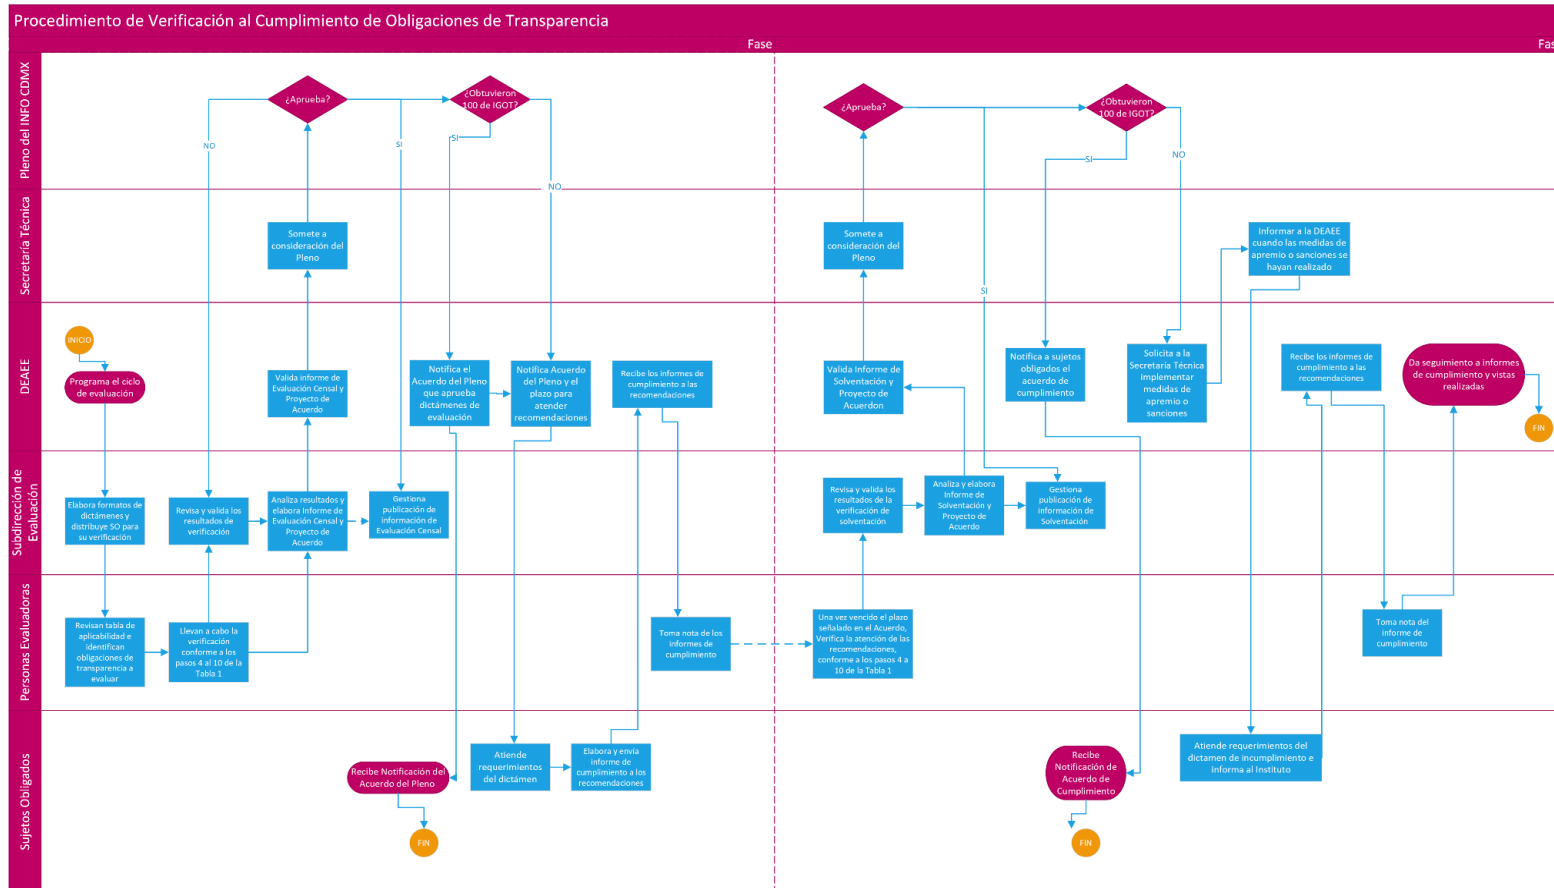 Procedimiento de Verificación al Cumplimiento de Obligaciones de Transparencia
Fase
Fas
Pleno del INFO CDMX
¿Aprueba?
¿Obtuvieron
100 de IGOT?
NO
SI
SI
NO
¿Aprueba?
¿Obtuvieron
100 de IGOT?
SI
NO
SI
Secretaría Técnica
Somete a
consideración del
Pleno
Somete a
consideración del
Pleno
Informar a la DEAEE
cuando las medidas de
apremio o sanciones se
hayan realizado
DEAEE
INICIO
Programa el ciclo
de evaluación
Valida informe de
Evaluación Censal y
Proyecto de
Acuerdo
Notifica el
Acuerdo del Pleno
que aprueba
dictámenes de
evaluación
Notifica Acuerdo
del Pleno y el
plazo para
atender
recomendaciones
Recibe los informes de
cumplimiento a las
recomendaciones
Valida Informe de
Solventación y
Proyecto de
Acuerdon
Notifica a sujetos
obligados el
acuerdo de
cumplimiento
Solicita a la
Secretaría Técnica
Implementar
medidas de
apremio o
sanciones
Recibe los informes de
cumplimiento a las
recomendaciones
Da seguimiento a informes
de cumplimiento y vistas
realizadas
FIN
Subdirección de
Evaluación
Elabora formatos de
dictámenes y
distribuye SO para
su verificación
Revisa y valida los
resultados de
verificación
Analiza resultados y
elabora Informe de
Evaluación Censal y
Proyecto de
Acuerdo
Gestiona
publicación de
información de
Evaluación Censal
Revisa y valida los
resultados de la
verificación de
solventación
Analiza y elabora
Informe de
Solventación y
Proyecto de
Acuerdo
Gestiona
publicación de
información de
Solventación
Personas Evaluadoras
Revisan tabla de
aplicabilidad e
identifican
obligaciones de
transparencia a
evaluar
Llevan a cabo la
verificación
conforme a los
pasos 4 al 10 de la
Tabla 1
Toma nota de los
Informes de
cumplimiento
Una vez vencido el plazo
señalado en el Acuerdo,
Verifica la atención de las
recomendaciones,
conforme a los pasos 4 a
10 de la Tabla 1
Toma nota del
informe de
cumplimiento
Sujetos Obligados
Recibe Notificación del
Acuerdo del Pleno
FIN
Atiende
requerimientos
del dictámen
Elabora y envía
informe de
cumplimiento a los
recomendaciones
Recibe
Notificación de
Acuerdo de
Cumplimiento
FIN
Atiende requerimientos del
dictamen de incumplimiento e
informa al Instituto